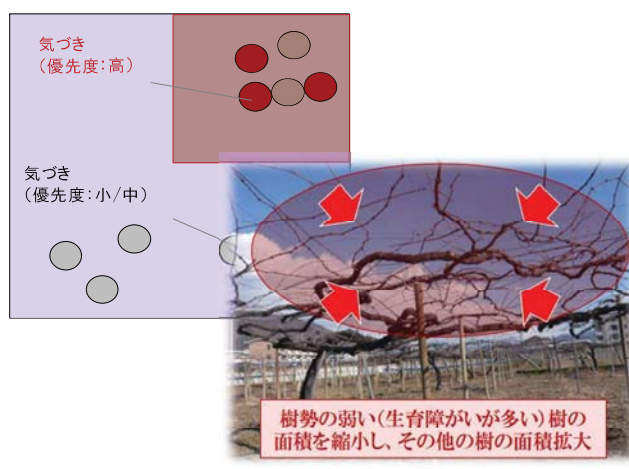 気づき
(優先度：高)
気づき
(優先度：小/中)
樹勢の弱い(生育障がいが多い)樹の
面積を縮小し、その他の樹の面積拡大